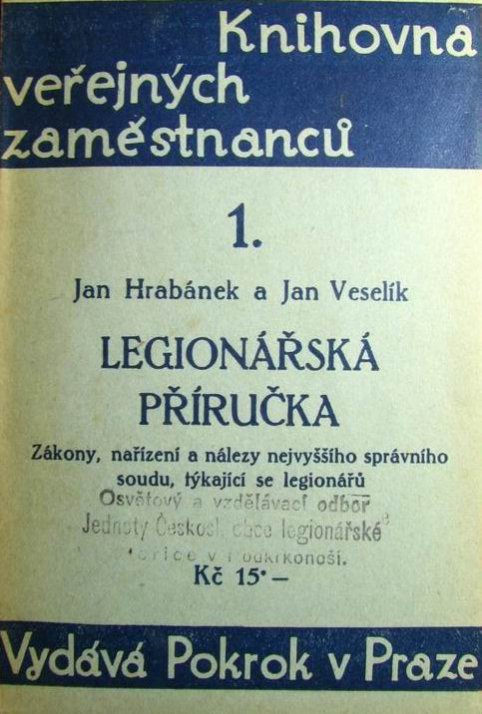 Knihovna
veřejných
zaměstnanců
1.
Jan Hrabánek a Jan Veselík
LEGIONÁŘSKÁ
PŘÍRUČKA
Zákony, nařízení a nálezy nejvyššího správního
soudu, týkající se legionářů
Osvětový a vzdělávací odbor
Jednoty Českosl. obce legionářské
v Podkrkonoší.
Kč 15·—
Vydává Pokrok v Praze